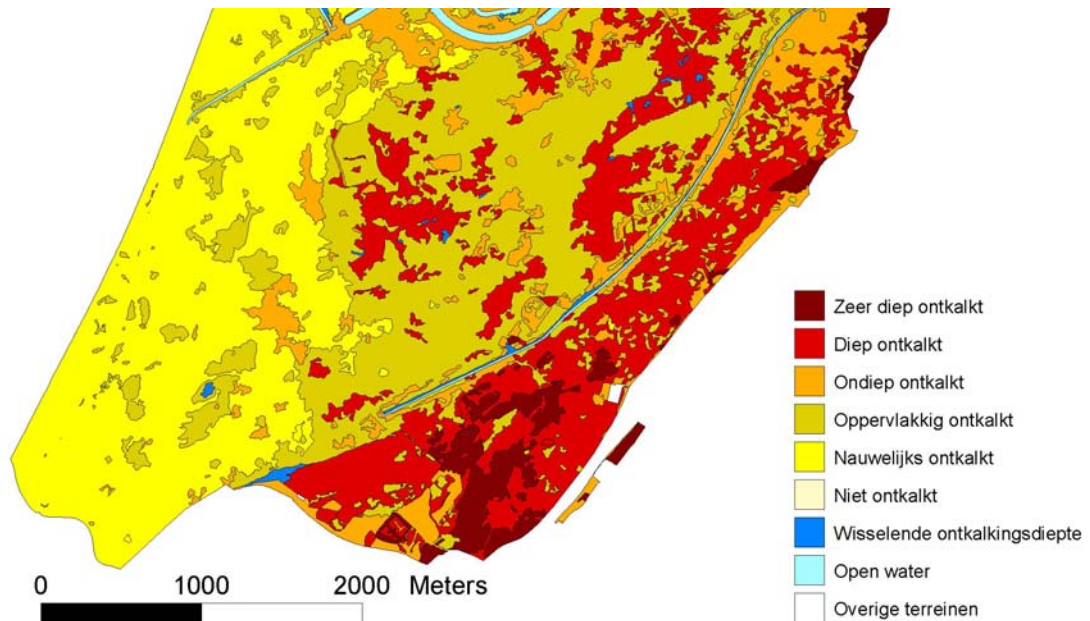 Zeer diep ontkalkt
Diep ontkalkt
Ondiep ontkalkt
Oppervlakkig ontkalkt
Nauwelijks ontkalkt
Niet ontkalkt
Wisselende ontkalkingsdiepte
Open water
Overige terreinen
0 1000 2000 Meters